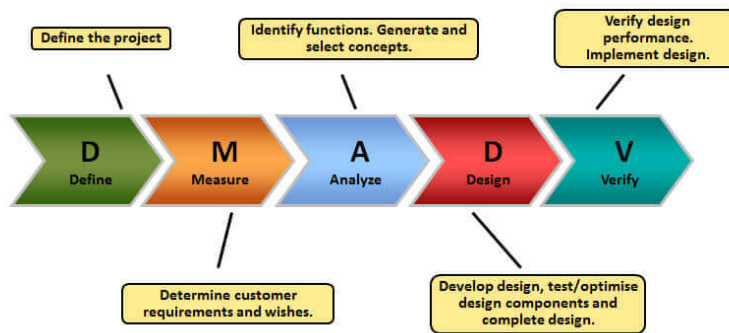 Define the project
Identify functions. Generate and
select concepts.
Verify design
performance.
Implement design.
D
Define
M
Measure
A
Analyze
D
Design
V
Verify
Determine customer
requirements and wishes.
Develop design, test/optimise
design components and
complete design.